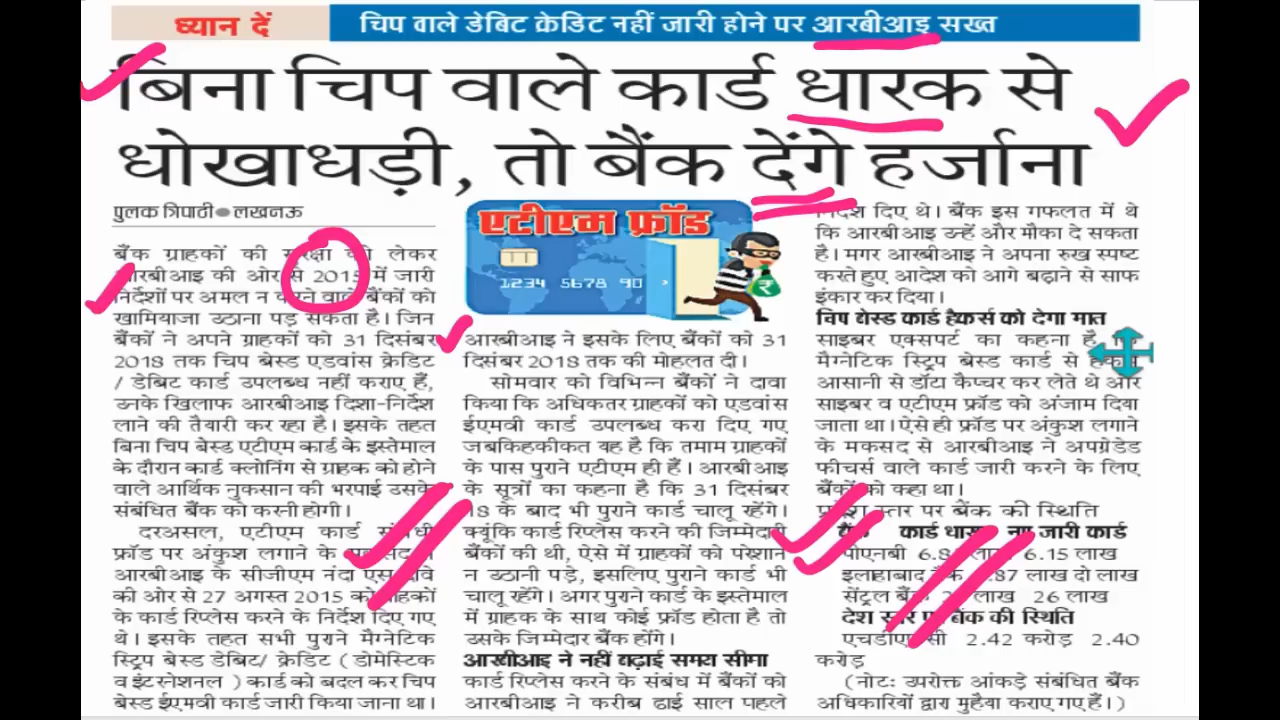 ध्यान दें
चिप वाले डेबिट क्रेडिट नहीं जारी होने पर आरबीआइ सख्त
बिना चिप वाले कार्ड धारक से
धोखाधड़ी, तो बैंक देंगे हर्जाना
पुलक त्रिपाठी●लखनऊ
बैंक ग्राहकों की लेकर
आरबीआइ की ओर से 2015 में जारी
निर्देशों पर अमल न करने वाले बैंकों को
खामियाजा उठाना पड़ सकता है। जिन
बैंकों ने अपने ग्राहकों को 31 दिसंबर
2018 तक चिप बेस्ड एडवांस क्रेडिट
/ डेबिट कार्ड उपलब्ध नहीं कराए हैं,
उनके खिलाफ आरबीआइ दिशा-निर्देश
लाने की तैयारी कर रहा है। इसके तहत
बिना चिप बेस्ड एटीएम कार्ड के इस्तेमाल
के दौरान कार्ड क्लोनिंग से ग्राहक को होने
वाले आर्थिक नुकसान की भरपाई उसके
संबंधित बैंक को करनी होगी।
दरअसल, एटीएम कार्ड
फ्रॉड पर अंकुश लगाने के
आरबीआइ के सीजीएम नंदा एस
की ओर से 27 अगस्त 2015 को
के कार्ड रिप्लेस करने के निर्देश दिए गए
थे। इसके तहत सभी पुराने मैग्नेटिक
स्ट्रिप बेस्ड डेबिट/ क्रेडिट ( डोमेस्टिक
व इंटरनेशनल ) कार्ड को बदल कर चिप
बेस्ड ईएमवी कार्ड जारी किया जाना था।
एटीएम फ्रॉड
1234 5678 90
₹
आरबीआइ ने इसके लिए बैंकों को 31
दिसंबर 2018 तक की मोहलत दी।
सोमवार को विभिन्न बैंकों ने दावा
किया कि अधिकतर ग्राहकों को एडवांस
ईएमवी कार्ड उपलब्ध करा दिए गए
जबकि हकीकत यह है कि तमाम ग्राहकों
के पास पुराने एटीएम ही हैं। आरबीआइ
के सूत्रों का कहना है कि 31 दिसंबर
18 के बाद भी पुराने कार्ड चालू रहेंगे।
क्यूंकि कार्ड रिप्लेस करने की जिम्मेदारी
बैंकों की थी, ऐसे में ग्राहकों को परेशान
न उठानी पड़े, इसलिए पुराने कार्ड भी
चालू रहेंगे। अगर पुराने कार्ड के इस्तेमाल
में ग्राहक के साथ कोई फ्रॉड होता है तो
उसके जिम्मेदार बैंक होंगे।
आरबीआइ ने नहीं बढ़ाई समय सीमा
कार्ड रिप्लेस करने के संबंध में बैंकों को
आरबीआइ ने करीब ढाई साल पहले
निर्देश दिए थे। बैंक इस गफलत में थे
कि आरबीआइ उन्हें और मौका दे सकता
है। मगर आरबीआइ ने अपना रुख स्पष्ट
करते हुए आदेश को आगे बढ़ाने से साफ
इंकार कर दिया।
चिप बेस्ड कार्ड हैकर्स को देगा मात
साइबर एक्सपर्ट का कहना है
मैग्नेटिक स्ट्रिप बेस्ड कार्ड से
आसानी से डॉटा कैप्चर कर लेते थे और
साइबर व एटीएम फ्रॉड को अंजाम दिया
जाता था। ऐसे ही फ्रॉड पर अंकुश लगाने
के मकसद से आरबीआइ ने अपग्रेडेड
फीचर्स वाले कार्ड जारी करने के लिए
बैंकों को कहा था।
स्तर पर बैंक की स्थिति
बैंक कार्ड जारी कार्ड
पीएनबी 6.15 लाख
इलाहाबाद लाख दो लाख
सेंट्रल लाख 26 लाख
देश बैंक की स्थिति
2.42 करोड़ 2.40
करोड़
(नोट: उपरोक्त आंकड़े संबंधित बैंक
अधिकारियों द्वारा मुहैया कराए गए हैं।)